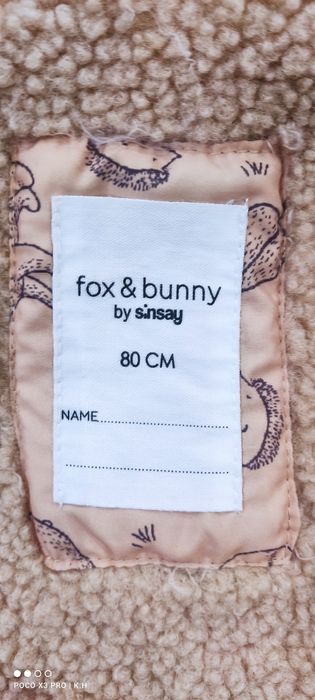 fox & bunny
by sinsay
80 CM
NAME
POCO X3 PRO | K.H